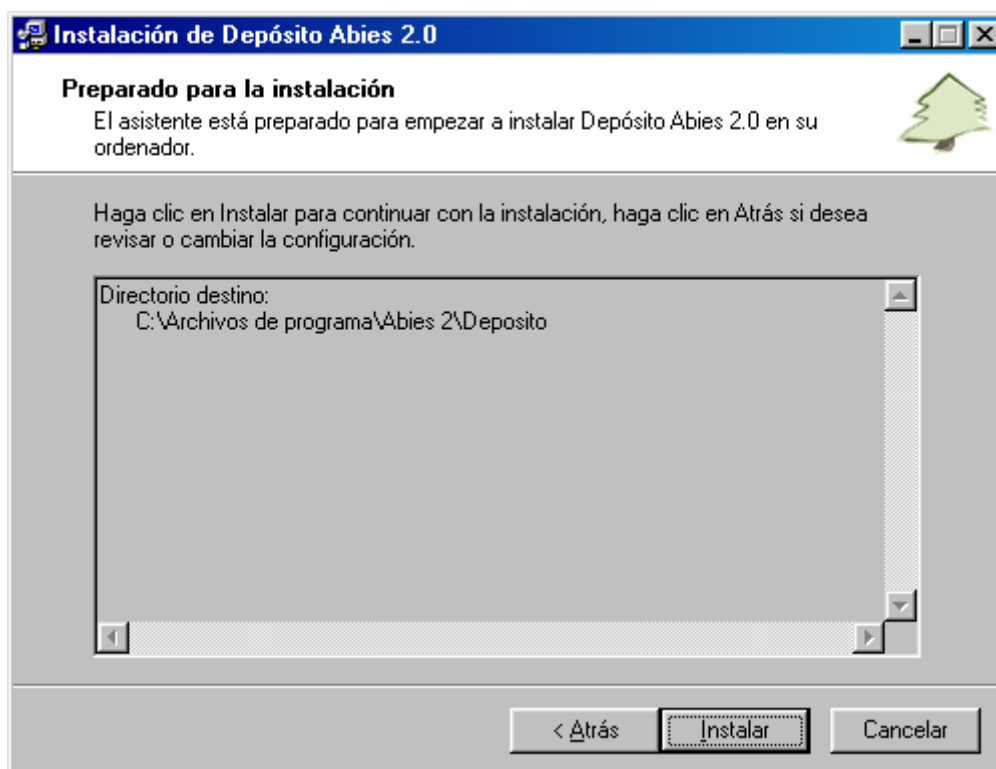 Instalación de Depósito Abies 2.0
Preparado para la instalación
El asistente está preparado para empezar a instalar Depósito Abies 2.0 en su
ordenador.
Haga clic en Instalar para continuar con la instalación, haga clic en Atrás si desea
revisar o cambiar la configuración.
Directorio destino:
C:\Archivos de programa\Abies 2\Deposito
< Atrás
Instalar
Cancelar